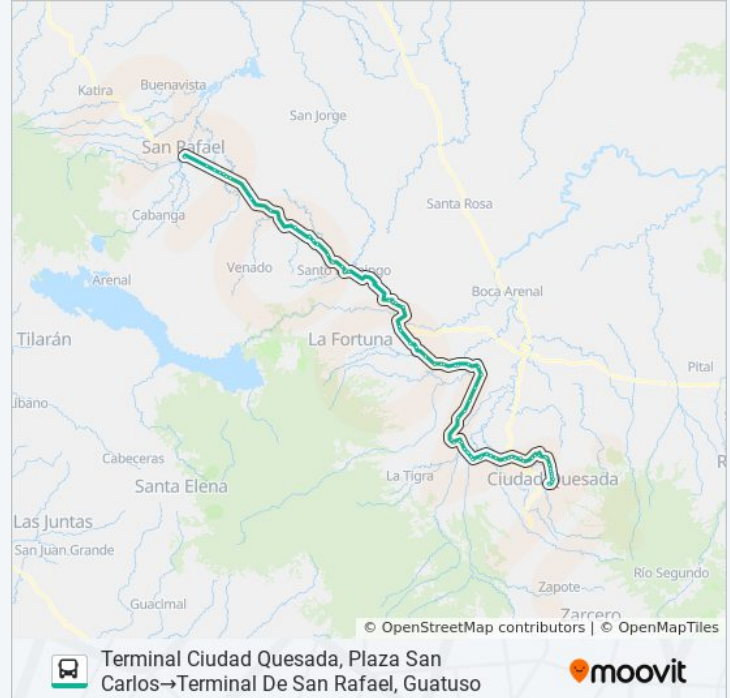 Katira
Buenavista
San Jorge
San Rafael
Cabanga
Santa Rosa
Venado
Arenal
Boca Arenal
Tilarán
La Fortuna
Pital
Cabeceras
La Tigra
Santa Elena
Ciudad Quesada
Las Juntas
San Juan Grande
Río Segundo
Zapote
Guacimal
Zarcero
© OpenStreetMap contributors | © OpenMapTiles
Terminal Ciudad Quesada, Plaza San
Carlos→Terminal De San Rafael, Guatuso
moovit